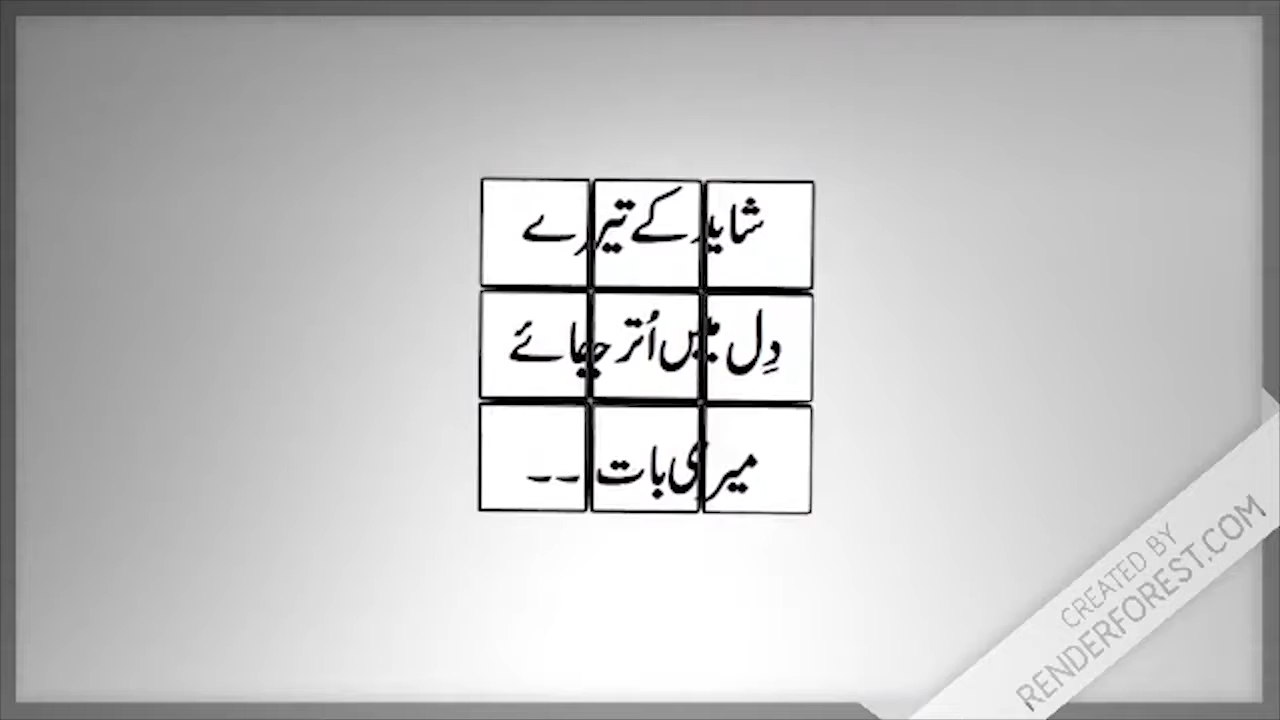 شاید کے تیرے
دِل میں اُتر جائے
میری بات ۔۔
CREATED BY
RENDERFOREST.COM